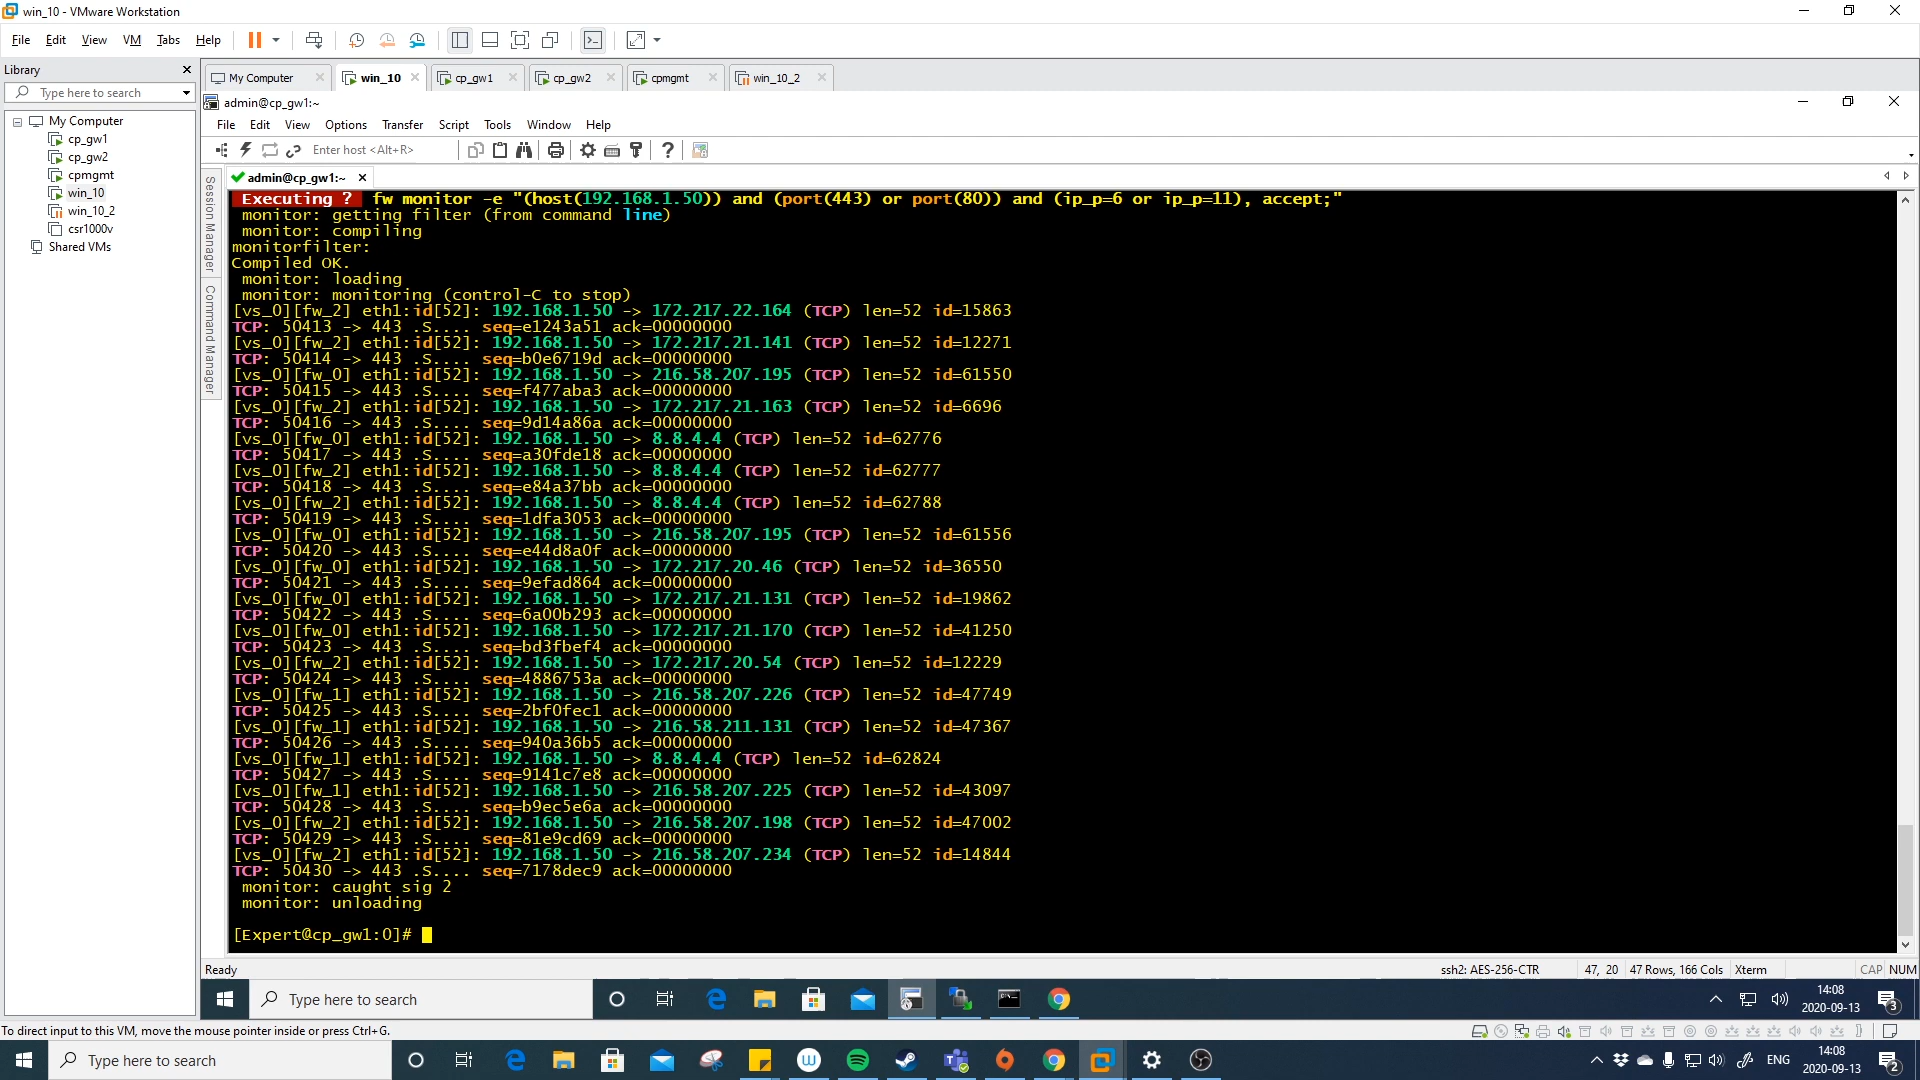 win_10 - VMware Workstation
File Edit View VM Tabs Help
Library
Type here to search
My Computer
cp_gw1
cp_gw2
cpmgmt
win_10
win_10_2
csr1000v
Shared VMs
My Computer win_10 cp_gw1 cp_gw2 cpmgmt win_10_2
admin@cp_gw1:~
File Edit View Options Transfer Script Tools Window Help
Enter host <Alt+R>
Session Manager
Command Manager
admin@cp_gw1:~
Executing ? fw monitor -e "(host(192.168.1.50)) and (port(443) or port(80)) and (ip_p=6 or ip_p=11), accept;"
monitor: getting filter (from command line)
monitor: compiling
monitorfilter:
Compiled OK.
monitor: loading
monitor: monitoring (control-C to stop)
[vs_0][fw_2] eth1:id[52]: 192.168.1.50 -> 172.217.22.164 (TCP) len=52 id=15863
TCP: 50413 -> 443 .S.... seq=e1243a51 ack=00000000
[vs_0][fw_2] eth1:id[52]: 192.168.1.50 -> 172.217.21.141 (TCP) len=52 id=12271
TCP: 50414 -> 443 .S.... seq=b0e6719d ack=00000000
[vs_0][fw_0] eth1:id[52]: 192.168.1.50 -> 216.58.207.195 (TCP) len=52 id=61550
TCP: 50415 -> 443 .S.... seq=f477aba3 ack=00000000
[vs_0][fw_2] eth1:id[52]: 192.168.1.50 -> 172.217.21.163 (TCP) len=52 id=6696
TCP: 50416 -> 443 .S.... seq=9d14a86a ack=00000000
[vs_0][fw_0] eth1:id[52]: 192.168.1.50 -> 8.8.4.4 (TCP) len=52 id=62776
TCP: 50417 -> 443 .S.... seq=a30fde18 ack=00000000
[vs_0][fw_2] eth1:id[52]: 192.168.1.50 -> 8.8.4.4 (TCP) len=52 id=62777
TCP: 50418 -> 443 .S.... seq=e84a37bb ack=00000000
[vs_0][fw_2] eth1:id[52]: 192.168.1.50 -> 8.8.4.4 (TCP) len=52 id=62788
TCP: 50419 -> 443 .S.... seq=1dfa3053 ack=00000000
[vs_0][fw_0] eth1:id[52]: 192.168.1.50 -> 216.58.207.195 (TCP) len=52 id=61556
TCP: 50420 -> 443 .S.... seq=e44d8a0f ack=00000000
[vs_0][fw_0] eth1:id[52]: 192.168.1.50 -> 172.217.20.46 (TCP) len=52 id=36550
TCP: 50421 -> 443 .S.... seq=9efad864 ack=00000000
[vs_0][fw_0] eth1:id[52]: 192.168.1.50 -> 172.217.21.131 (TCP) len=52 id=19862
TCP: 50422 -> 443 .S.... seq=6a00b293 ack=00000000
[vs_0][fw_0] eth1:id[52]: 192.168.1.50 -> 172.217.21.170 (TCP) len=52 id=41250
TCP: 50423 -> 443 .S.... seq=bd3fbef4 ack=00000000
[vs_0][fw_2] eth1:id[52]: 192.168.1.50 -> 172.217.20.54 (TCP) len=52 id=12229
TCP: 50424 -> 443 .S.... seq=4886753a ack=00000000
[vs_0][fw_1] eth1:id[52]: 192.168.1.50 -> 216.58.207.226 (TCP) len=52 id=47749
TCP: 50425 -> 443 .S.... seq=2bf0fec1 ack=00000000
[vs_0][fw_1] eth1:id[52]: 192.168.1.50 -> 216.58.211.131 (TCP) len=52 id=47367
TCP: 50426 -> 443 .S.... seq=940a36b5 ack=00000000
[vs_0][fw_1] eth1:id[52]: 192.168.1.50 -> 8.8.4.4 (TCP) len=52 id=62824
TCP: 50427 -> 443 .S.... seq=9141c7e8 ack=00000000
[vs_0][fw_1] eth1:id[52]: 192.168.1.50 -> 216.58.207.225 (TCP) len=52 id=43097
TCP: 50428 -> 443 .S.... seq=b9ec5e6a ack=00000000
[vs_0][fw_2] eth1:id[52]: 192.168.1.50 -> 216.58.207.198 (TCP) len=52 id=47002
TCP: 50429 -> 443 .S.... seq=81e9cd69 ack=00000000
[vs_0][fw_2] eth1:id[52]: 192.168.1.50 -> 216.58.207.234 (TCP) len=52 id=14844
TCP: 50430 -> 443 .S.... seq=7178dec9 ack=00000000
monitor: caught sig 2
monitor: unloading
[Expert@cp_gw1:0]#
Ready ssh2: AES-256-CTR 47, 20 47 Rows, 166 Cols Xterm CAP NUM
Type here to search 14:08
2020-09-13 3
To direct input to this VM, move the mouse pointer inside or press Ctrl+G.
Type here to search ENG 14:08
2020-09-13 2